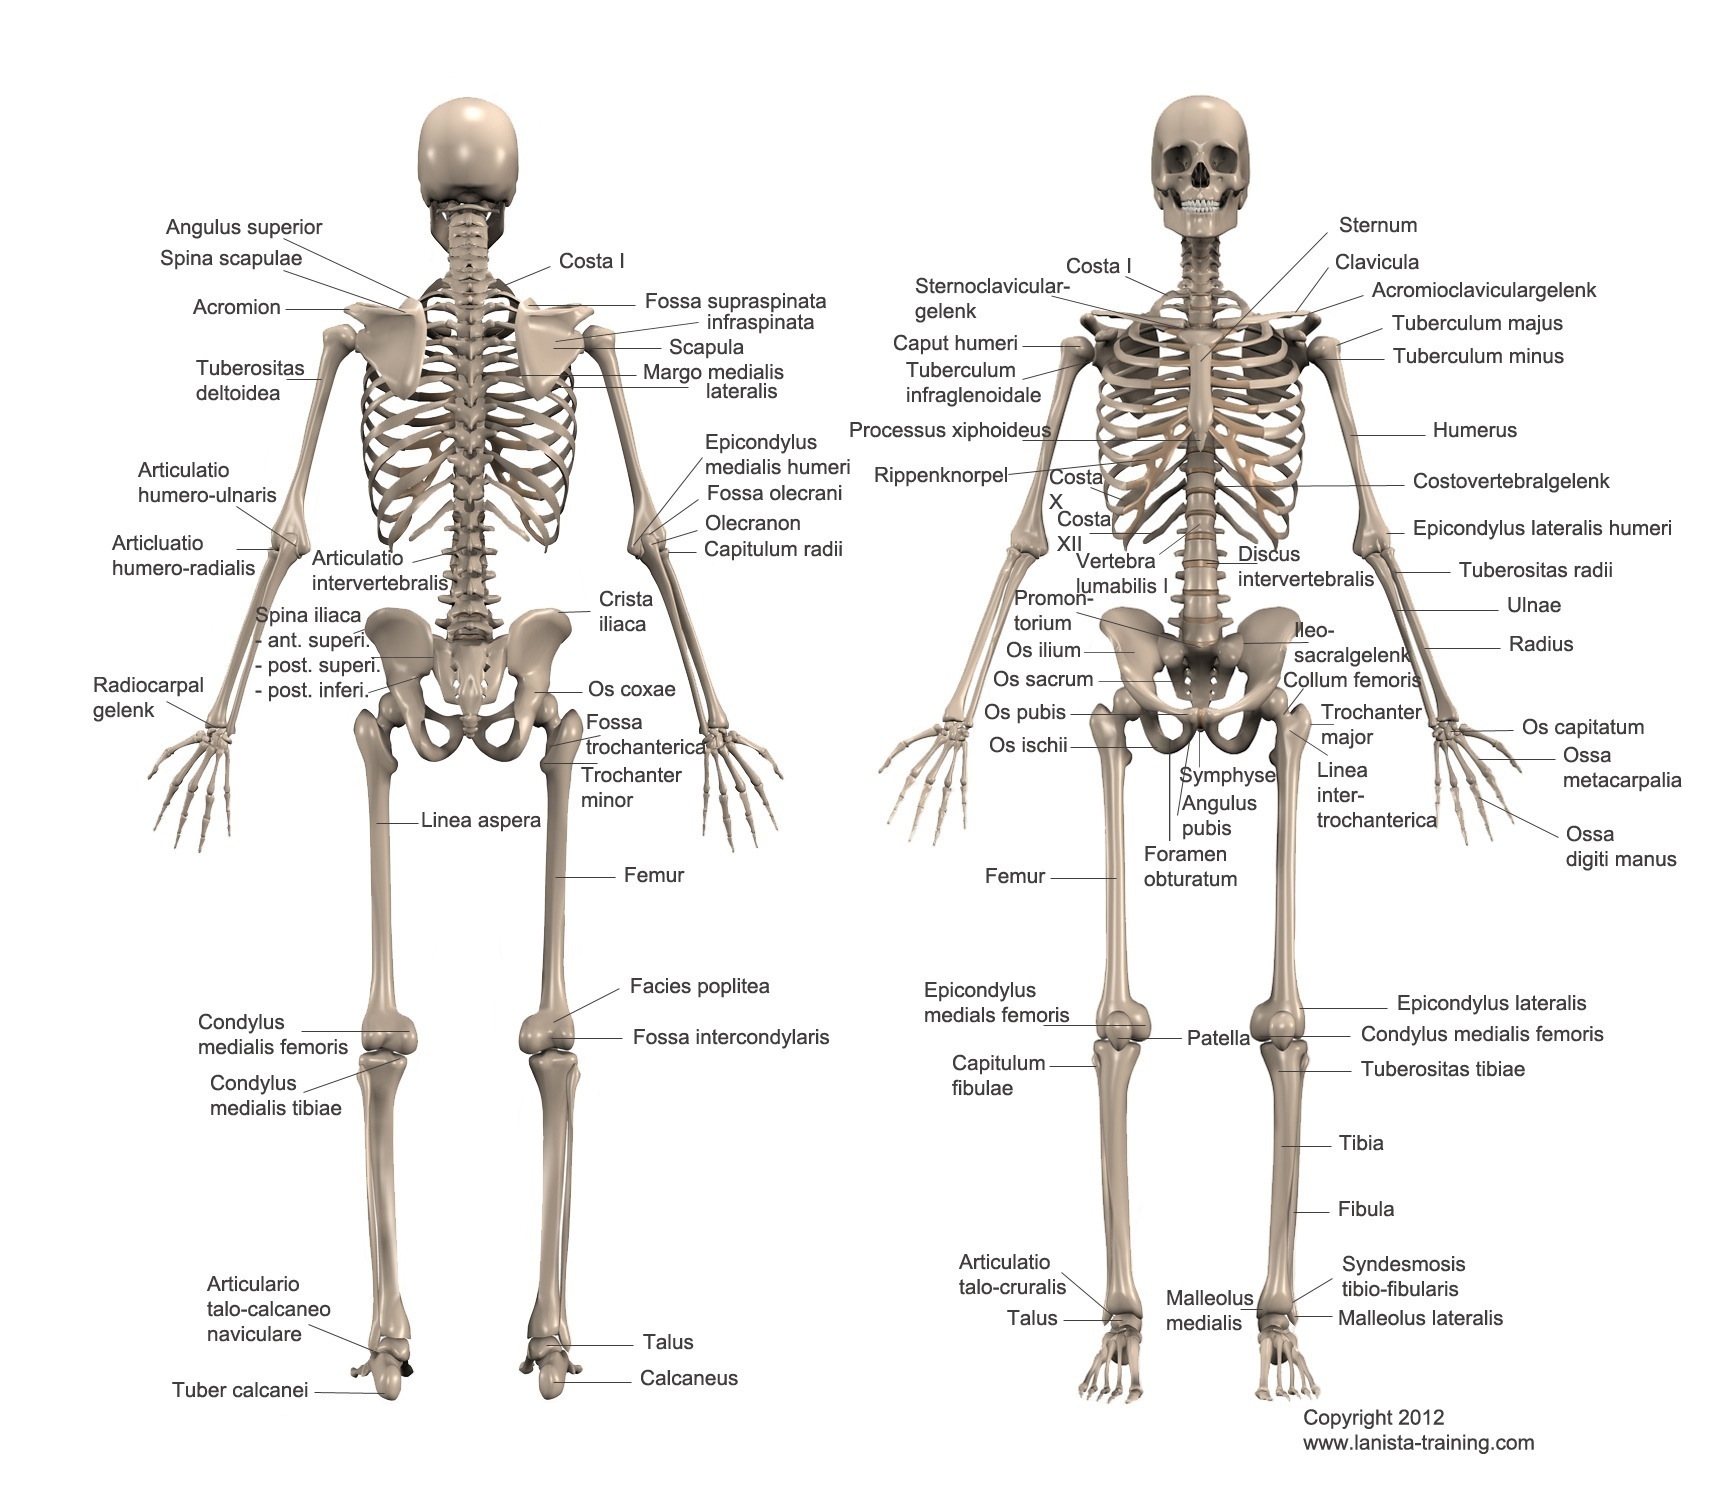 Angulus superior
Spina scapulae
Acromion
Tuberositas
deltoidea
Articulatio
humero-ulnaris
Articluatio
humero-radialis
Articulatio
intervertebralis
Spina iliaca
- ant. superi.
- post. superi.
- post. inferi.
Radiocarpal
gelenk
Linea aspera
Condylus
medialis femoris
Condylus
medialis tibiae
Articulario
talo-calcaneo
naviculare
Tuber calcanei
Costa I
Fossa supraspinata
infraspinata
Scapula
Margo medialis
lateralis
Epicondylus
medialis humeri
Fossa olecrani
Olecranon
Capitulum radii
Crista
iliaca
Os coxae
Fossa
trochanterica
Trochanter
minor
Femur
Facies poplitea
Fossa intercondylaris
Talus
Calcaneus
Costa I
Sternoclavicular-
gelenk
Caput humeri
Tuberculum
infraglenoidale
Processus xiphoideus
Rippenknorpel
Costa
X
Costa
XII
Vertebra
lumabilis I
Promon-
torium
Os ilium
Os sacrum
Os pubis
Os ischii
Symphyse
Angulus
pubis
Foramen
obturatum
Femur
Epicondylus
medials femoris
Patella
Capitulum
fibulae
Articulatio
talo-cruralis
Talus
Malleolus
medialis
Sternum
Clavicula
Acromioclaviculargelenk
Tuberculum majus
Tuberculum minus
Humerus
Costovertebralgelenk
Epicondylus lateralis humeri
Discus
intervertebralis
Tuberositas radii
Ulnae
Radius
Ileo-
sacralgelenk
Collum femoris
Trochanter
major
Linea
inter-
trochanterica
Os capitatum
Ossa
metacarpalia
Ossa
digiti manus
Epicondylus lateralis
Condylus medialis femoris
Tuberositas tibiae
Tibia
Fibula
Syndesmosis
tibio-fibularis
Malleolus lateralis
Copyright 2012
www.lanista-training.com